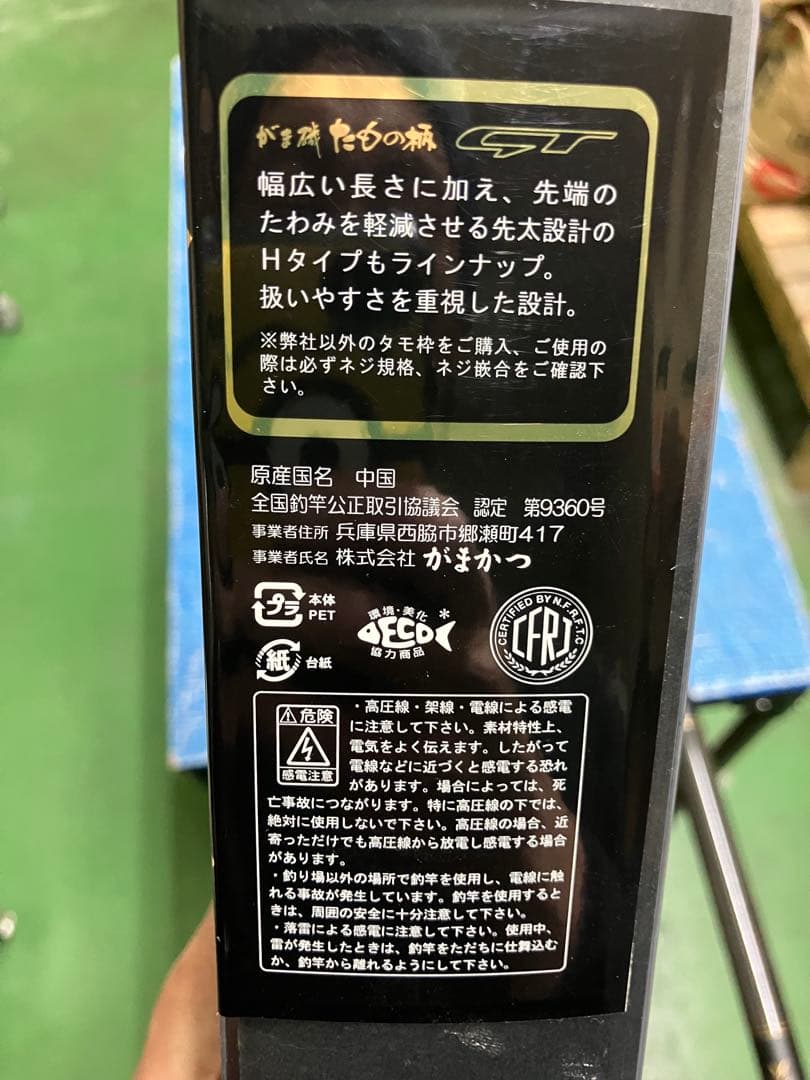 がま磯 たもの柄 GT
幅広い長さに加え、先端の
たわみを軽減させる先太設計の
Hタイプもラインナップ。
扱いやすさを重視した設計。
※弊社以外のタモ枠をご購入、ご使用の
際は必ずネジ規格、ネジ嵌合をご確認下
さい。
原産国名 中国
全国釣竿公正取引協議会 認定 第9360号
事業者住所 兵庫県西脇市郷瀬町417
事業者氏名 株式会社 がまかつ
プラ 本体
PET
紙 台紙
環境・美化
ECO
協力商品
CERTIFIED BY N.F.R.F.T.C
CFRJ
⚠危険
感電注意
・高圧線・架線・電線による感電
に注意して下さい。素材特性上、
電気をよく伝えます。したがって
電線などに近づくと感電する恐れ
があります。場合によっては、死
亡事故につながります。特に高圧線の下では、
絶対に使用しないで下さい。高圧線の場合、近
寄っただけでも高圧線から放電し感電する場合
があります。
・釣り場以外の場所で釣竿を使用し、電線に触
れる事故が発生しています。釣竿を使用すると
きは、周囲の安全に十分注意して下さい。
・落雷による感電に注意して下さい。使用中、
雷が発生したときは、釣竿をただちに仕舞込む
か、釣竿から離れるようにして下さい。